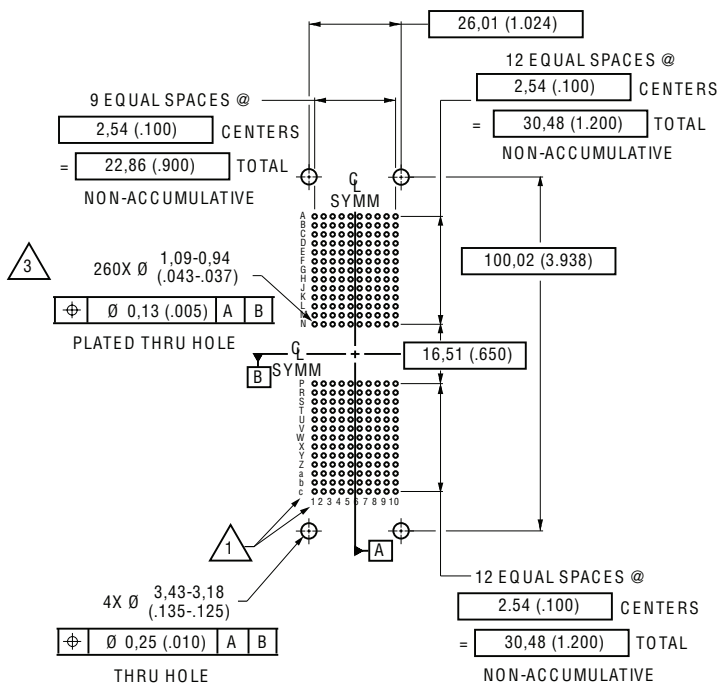 26,01 (1.024)
12 EQUAL SPACES @
2,54 (.100) CENTERS
= 30,48 (1.200) TOTAL
NON-ACCUMULATIVE
9 EQUAL SPACES @
2,54 (.100) CENTERS
= 22,86 (.900) TOTAL
NON-ACCUMULATIVE
CL
SYMM
A
B
C
D
E
F
G
H
J
K
L
M
N
3
260X Ø 1,09-0,94
(.043-.037)
⌖ Ø 0,13 (.005) A B
PLATED THRU HOLE
100,02 (3.938)
16,51 (.650)
CL
SYMM
B
P
R
S
T
U
V
W
X
Y
Z
a
b
c
1 2 3 4 5 6 7 8 9 10
1
A
4X Ø 3,43-3,18
(.135-.125)
⌖ Ø 0,25 (.010) A B
THRU HOLE
12 EQUAL SPACES @
2.54 (.100) CENTERS
= 30,48 (1.200) TOTAL
NON-ACCUMULATIVE